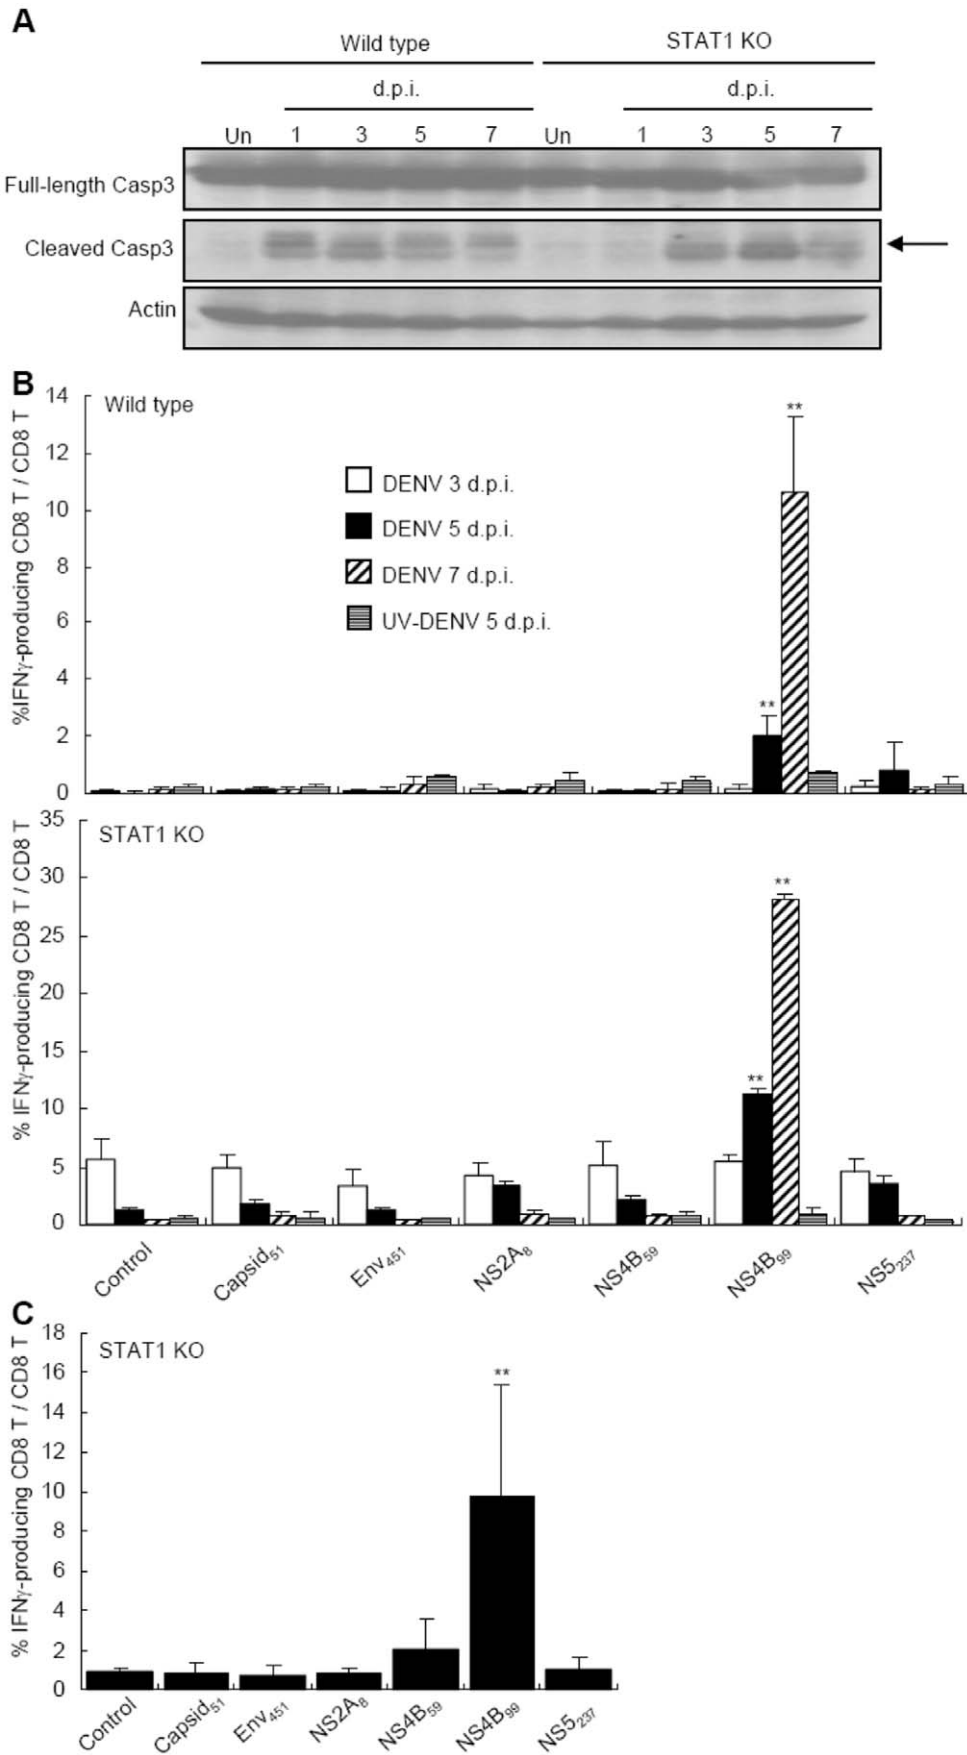 A
Wild type STAT1 KO
d.p.i. d.p.i.
Un 1 3 5 7 Un 1 3 5 7
Full-length Casp3
Cleaved Casp3
Actin
B
%IFNγ-producing CD8 T / CD8 T
14
12
10
8
6
4
2
0
Wild type
DENV 3 d.p.i.
DENV 5 d.p.i.
DENV 7 d.p.i.
UV-DENV 5 d.p.i.
**
**
% IFNγ-producing CD8 T / CD8 T
35
30
25
20
15
10
5
0
STAT1 KO
**
**
Control Capsid51 Env451 NS2A8 NS4B59 NS4B99 NS5237
C
% IFNγ-producing CD8 T / CD8 T
18
16
14
12
10
8
6
4
2
0
STAT1 KO
**
Control Capsid51 Env451 NS2A8 NS4B59 NS4B99 NS5237